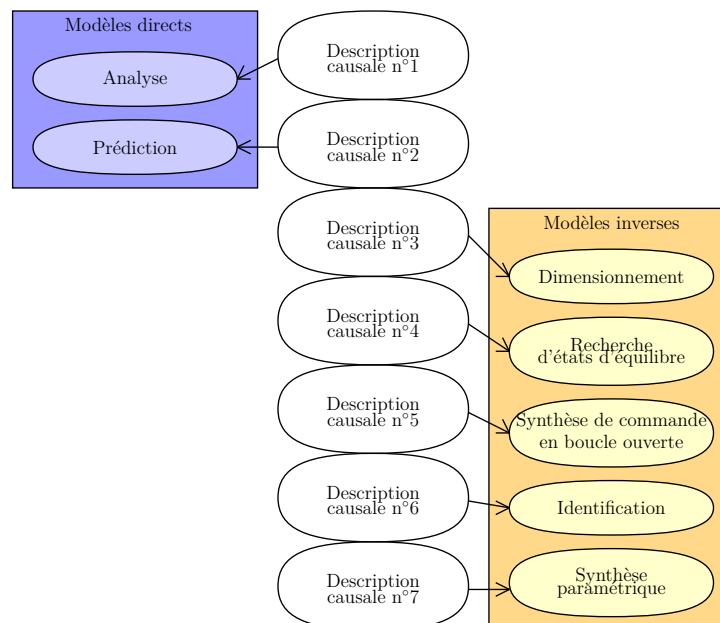 Modèles directs
Analyse
Prédiction
Description
causale n°1
Description
causale n°2
Description
causale n°3
Description
causale n°4
Description
causale n°5
Description
causale n°6
Description
causale n°7
Modèles inverses
Dimensionnement
Recherche
d'états d'équilibre
Synthèse de commande
en boucle ouverte
Identification
Synthèse
paramétrique